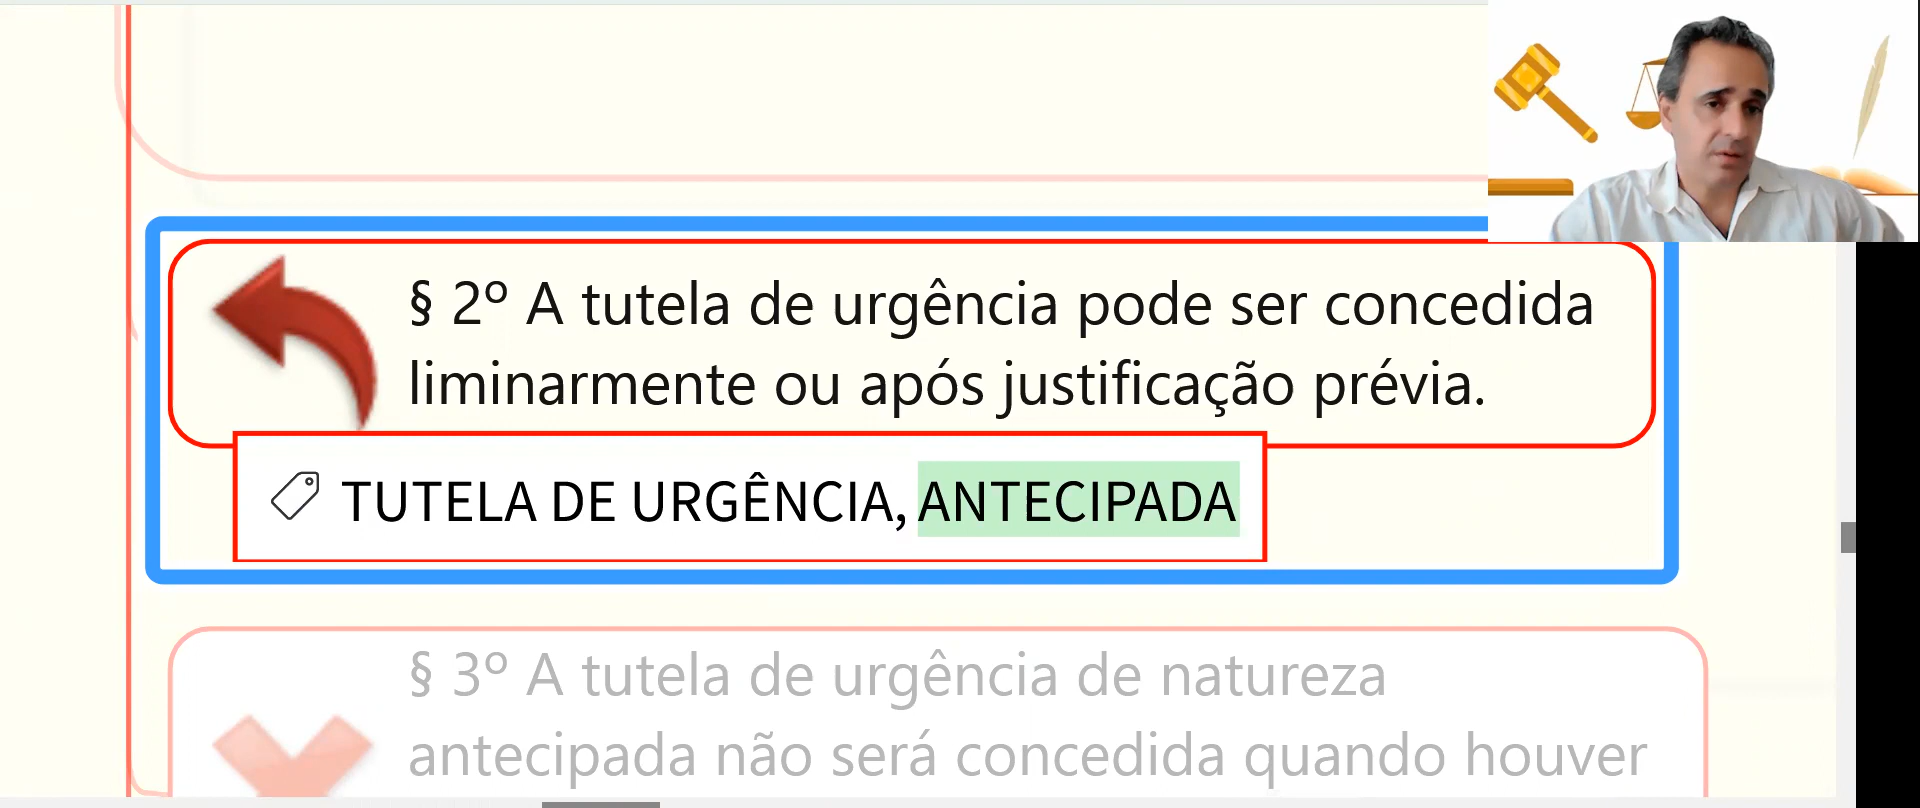 § 2º A tutela de urgência pode ser concedida
liminarmente ou após justificação prévia.
TUTELA DE URGÊNCIA, ANTECIPADA
§ 3º A tutela de urgência de natureza
antecipada não será concedida quando houver